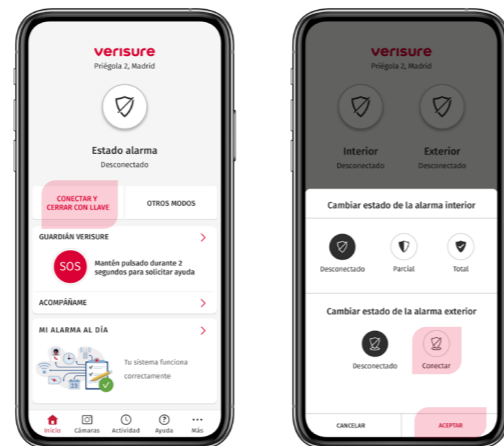 verisure
Priégola 2, Madrid
Estado alarma
Desconectado
CONECTAR Y
CERRAR CON LLAVE
OTROS MODOS
GUARDIÁN VERISURE
SOS
Mantén pulsado durante 2
segundos para solicitar ayuda
ACOMPÁÑAME
MI ALARMA AL DÍA
Tu sistema funciona
correctamente
Inicio
Cámaras
Actividad
Ayuda
Más
verisure
Priégola 2, Madrid
Interior
Exterior
Desconectado
Desconectado
Cambiar estado de la alarma interior
Desconectado
Parcial
Total
Cambiar estado de la alarma exterior
Desconectado
Conectar
CANCELAR
ACEPTAR